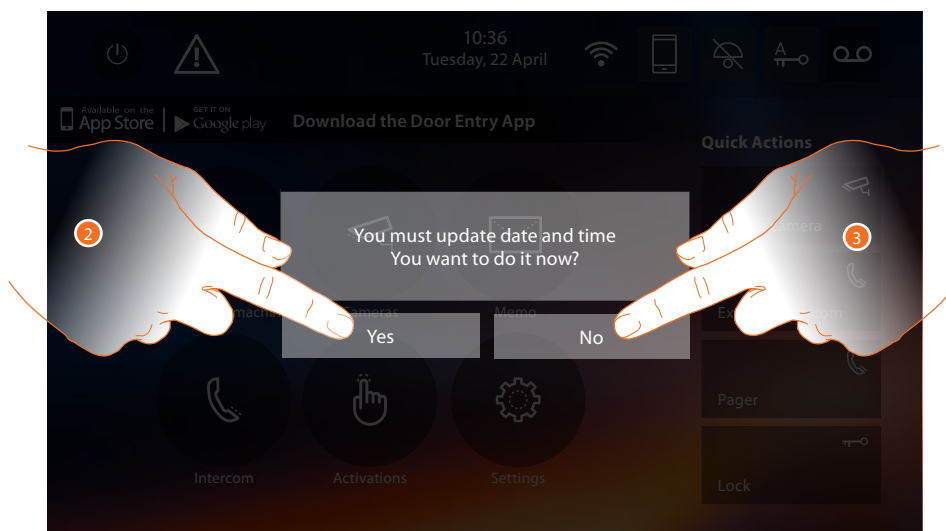 10:36
Tuesday, 22 April
A
Available on the
App Store
GET IT ON
Google play
Download the Door Entry App
Quick Actions
You must update date and time
You want to do it now?
2
3
Cameras
Memo
Yes
No
Pager
Intercom
Activations
Settings
Lock